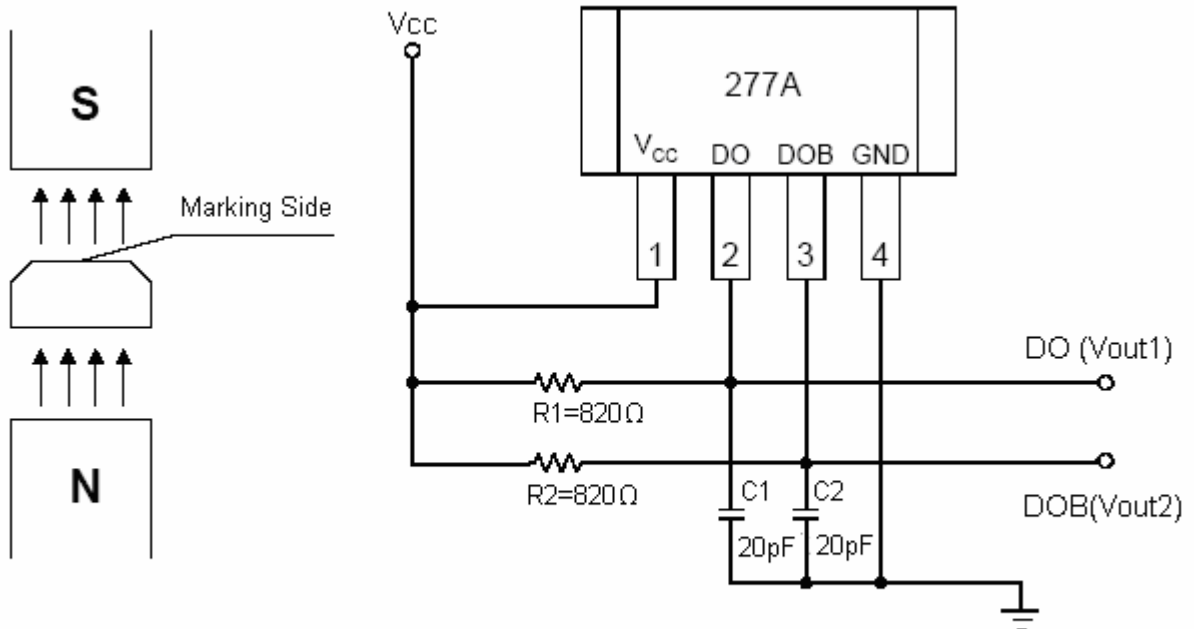 S
Marking Side
N
Vcc
277A
Vcc DO DOB GND
1 2 3 4
DO (Vout1)
R1=820Ω
R2=820Ω
DOB(Vout2)
C1 C2
20pF 20pF